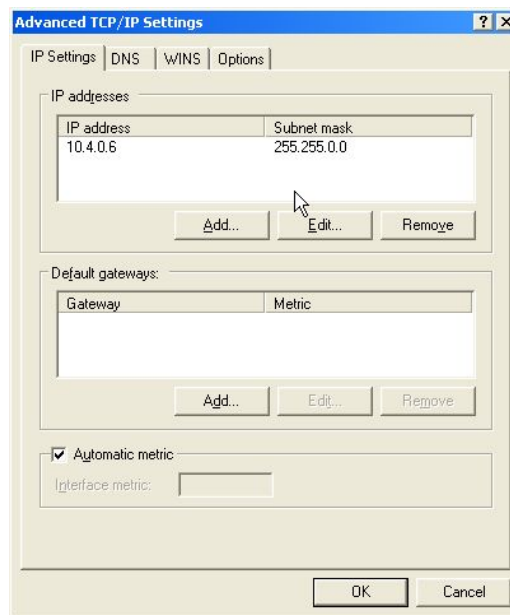 Advanced TCP/IP Settings
IP Settings DNS WINS Options
IP addresses
IP address Subnet mask
10.4.0.6 255.255.0.0
Add... Edit... Remove
Default gateways:
Gateway Metric
Add... Edit... Remove
Automatic metric
Interface metric:
OK Cancel